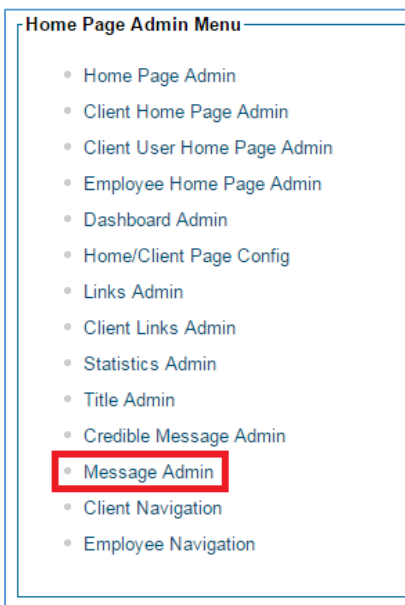 Home Page Admin Menu
Home Page Admin
Client Home Page Admin
Client User Home Page Admin
Employee Home Page Admin
Dashboard Admin
Home/Client Page Config
Links Admin
Client Links Admin
Statistics Admin
Title Admin
Credible Message Admin
Message Admin
Client Navigation
Employee Navigation